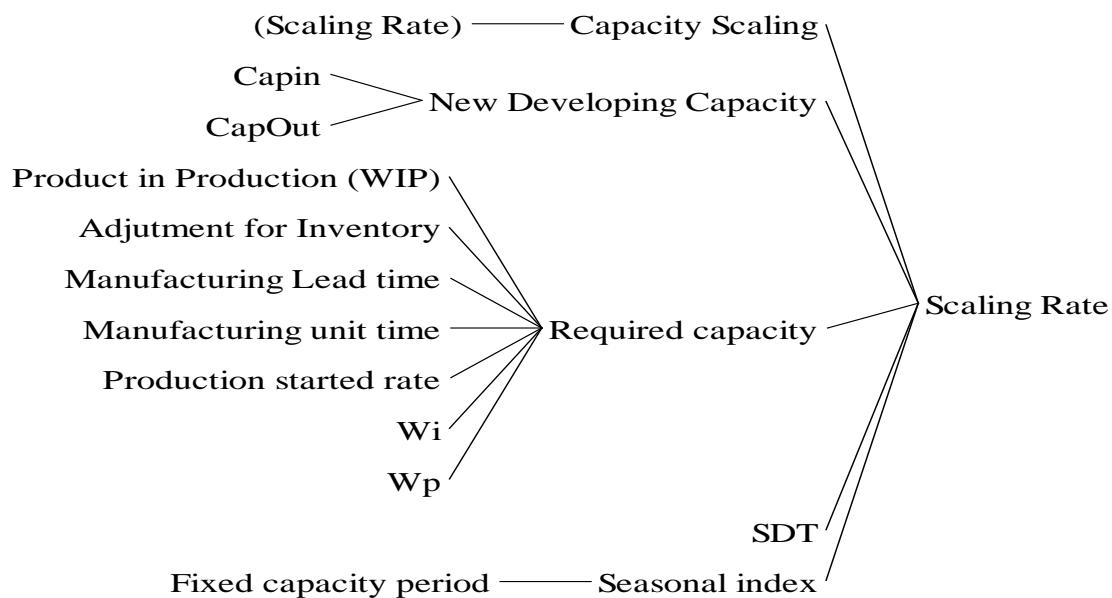 (Scaling Rate) Capacity Scaling
Capin
New Developing Capacity
CapOut
Product in Production (WIP)
Adjutment for Inventory
Manufacturing Lead time
Scaling Rate
Manufacturing unit time Required capacity
Production started rate
Wi
Wp
SDT
Fixed capacity period Seasonal index